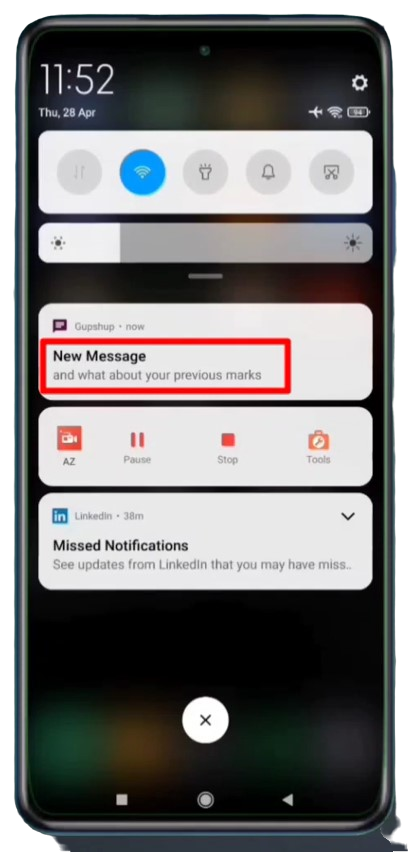 11:52
Thu, 28 Apr
94
Gupshup • now
New Message
and what about your previous marks
AZ
Pause
Stop
Tools
in LinkedIn • 38m
Missed Notifications
See updates from LinkedIn that you may have miss..